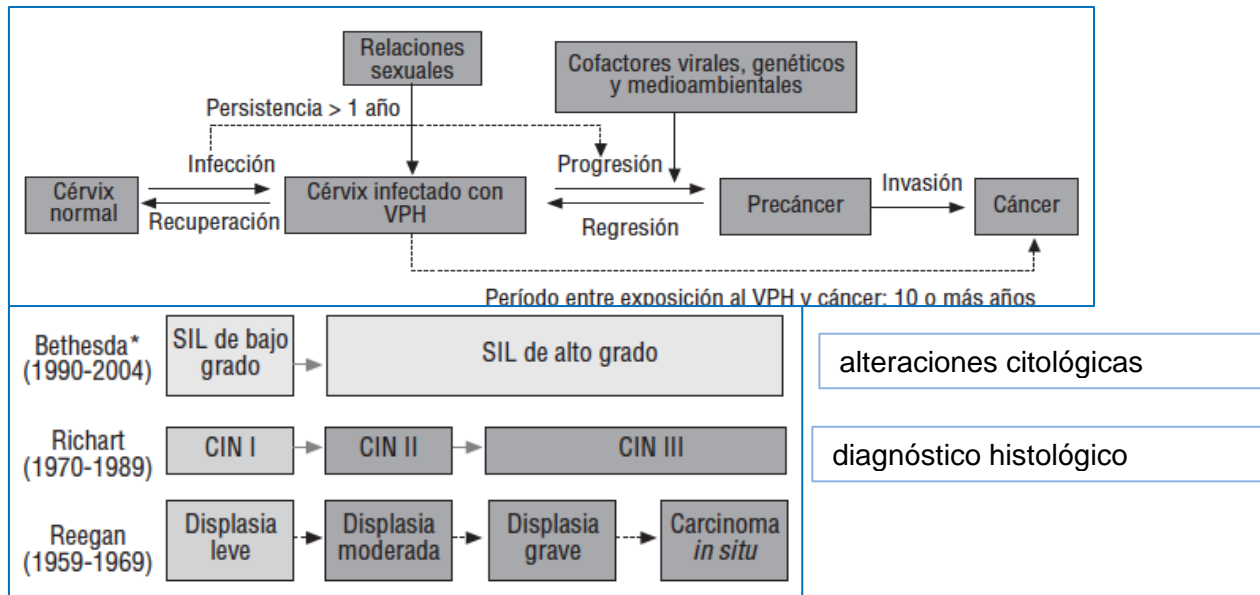 Relaciones
sexuales
Cofactores virales, genéticos
y medioambientales
Persistencia > 1 año
Infección
Progresión
Cérvix
normal
Cérvix infectado con
VPH
Precáncer
Invasión
Cáncer
Recuperación
Regresión
Período entre exposición al VPH y cáncer: 10 o más años
Bethesda*
(1990-2004)
SIL de bajo
grado
SIL de alto grado
alteraciones citológicas
Richart
(1970-1989)
CIN I
CIN II
CIN III
diagnóstico histológico
Reegan
(1959-1969)
Displasia
leve
Displasia
moderada
Displasia
grave
Carcinoma
in situ